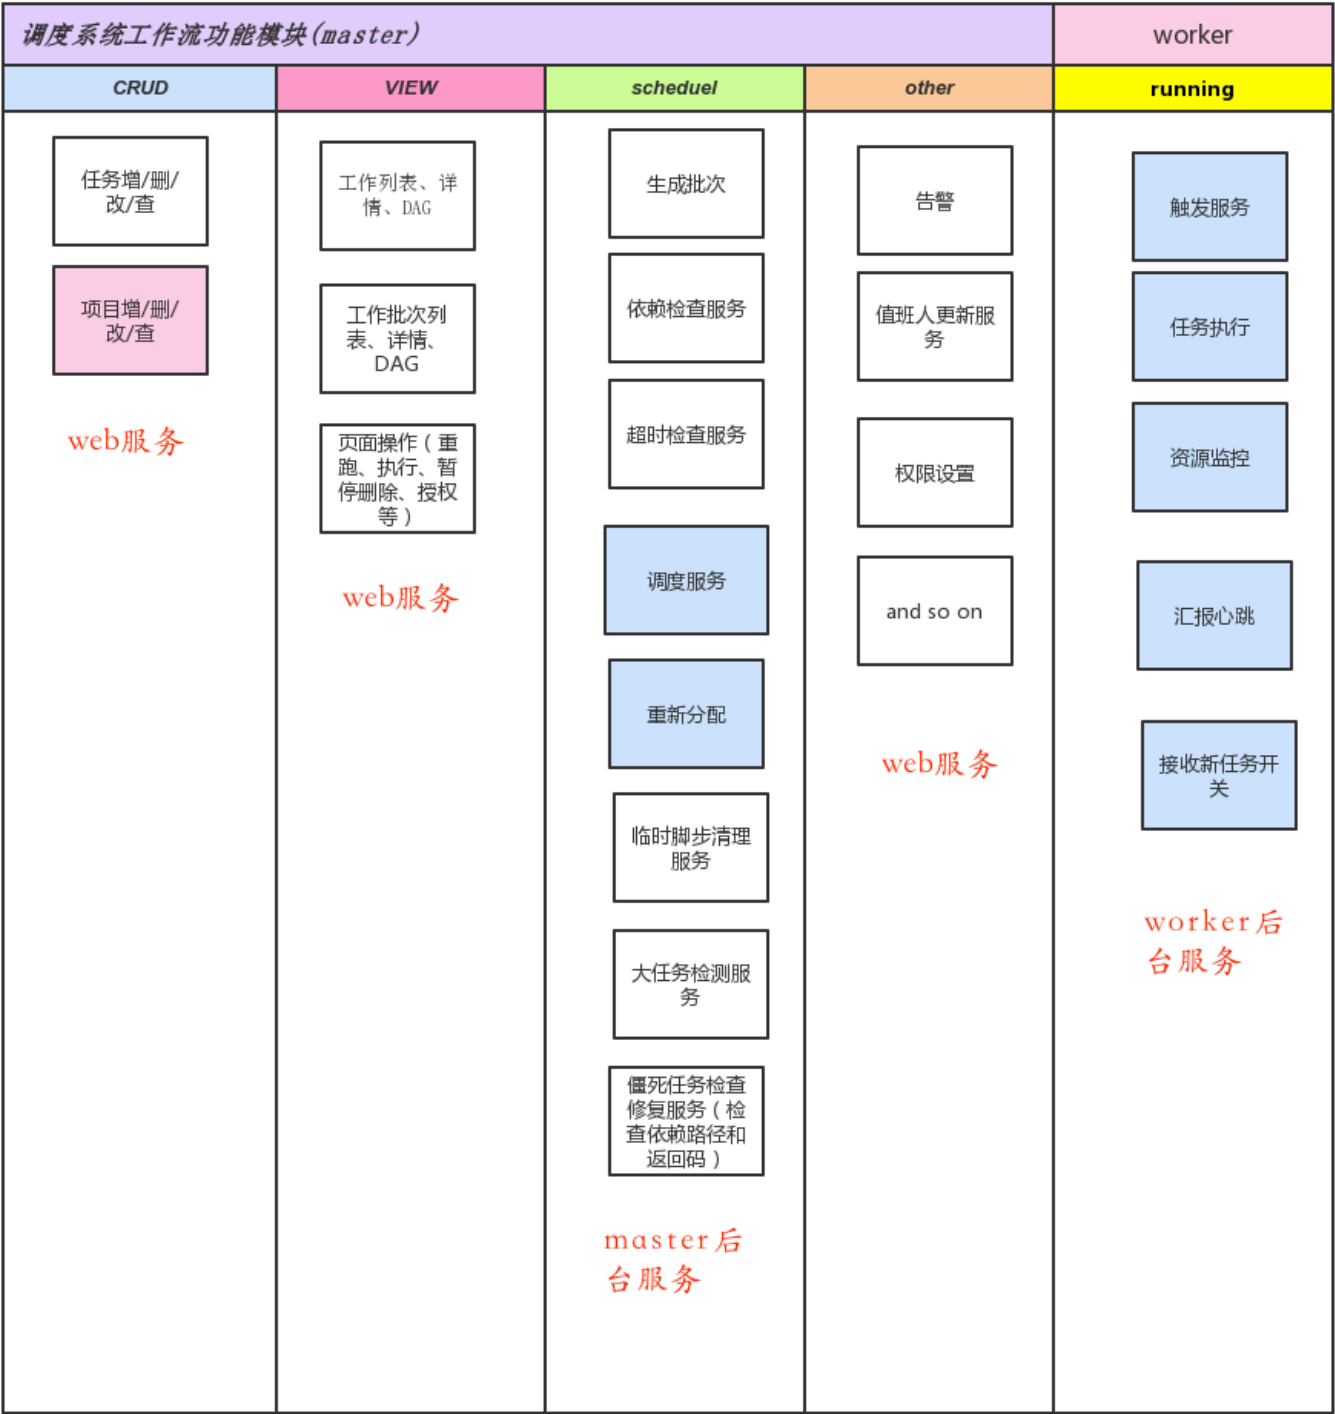 调度系统工作流功能模块(master)
worker
CRUD
VIEW
scheduel
other
running
任务增/删/
改/查
项目增/删/
改/查
web服务
工作列表、详
情、DAG
工作批次列
表、详情、
DAG
页面操作（重
跑、执行、暂
停删除、授权
等）
web服务
生成批次
依赖检查服务
超时检查服务
调度服务
重新分配
临时脚步清理
服务
大任务检测服
务
僵死任务检查
修复服务（检
查依赖路径和
返回码）
master后
台服务
告警
值班人更新服
务
权限设置
and so on
web服务
触发服务
任务执行
资源监控
汇报心跳
接收新任务开
关
worker后
台服务